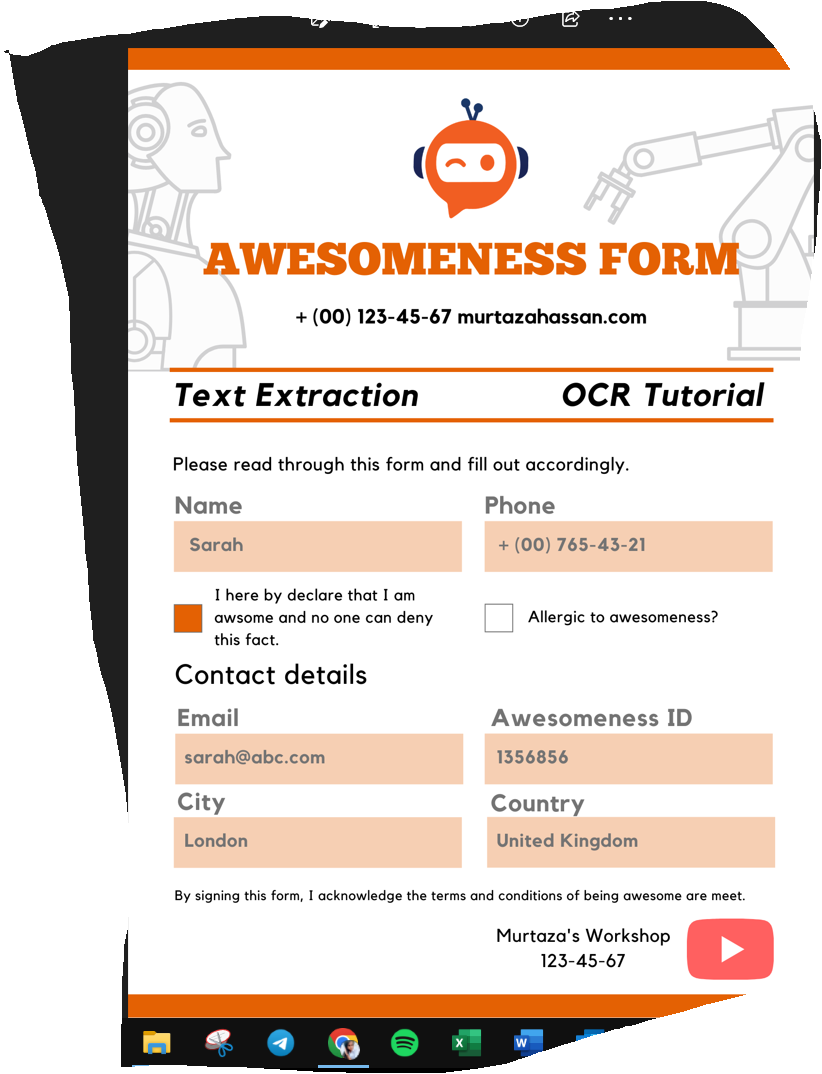 AWESOMENESS FORM
+ (00) 123-45-67 murtazahassan.com
Text Extraction OCR Tutorial
Please read through this form and fill out accordingly.
Name Phone
Sarah + (00) 765-43-21
I here by declare that I am
awsome and no one can deny
this fact.
Allergic to awesomeness?
Contact details
Email Awesomeness ID
sarah@abc.com 1356856
City Country
London United Kingdom
By signing this form, I acknowledge the terms and conditions of being awesome are meet.
Murtaza's Workshop
123-45-67
X W